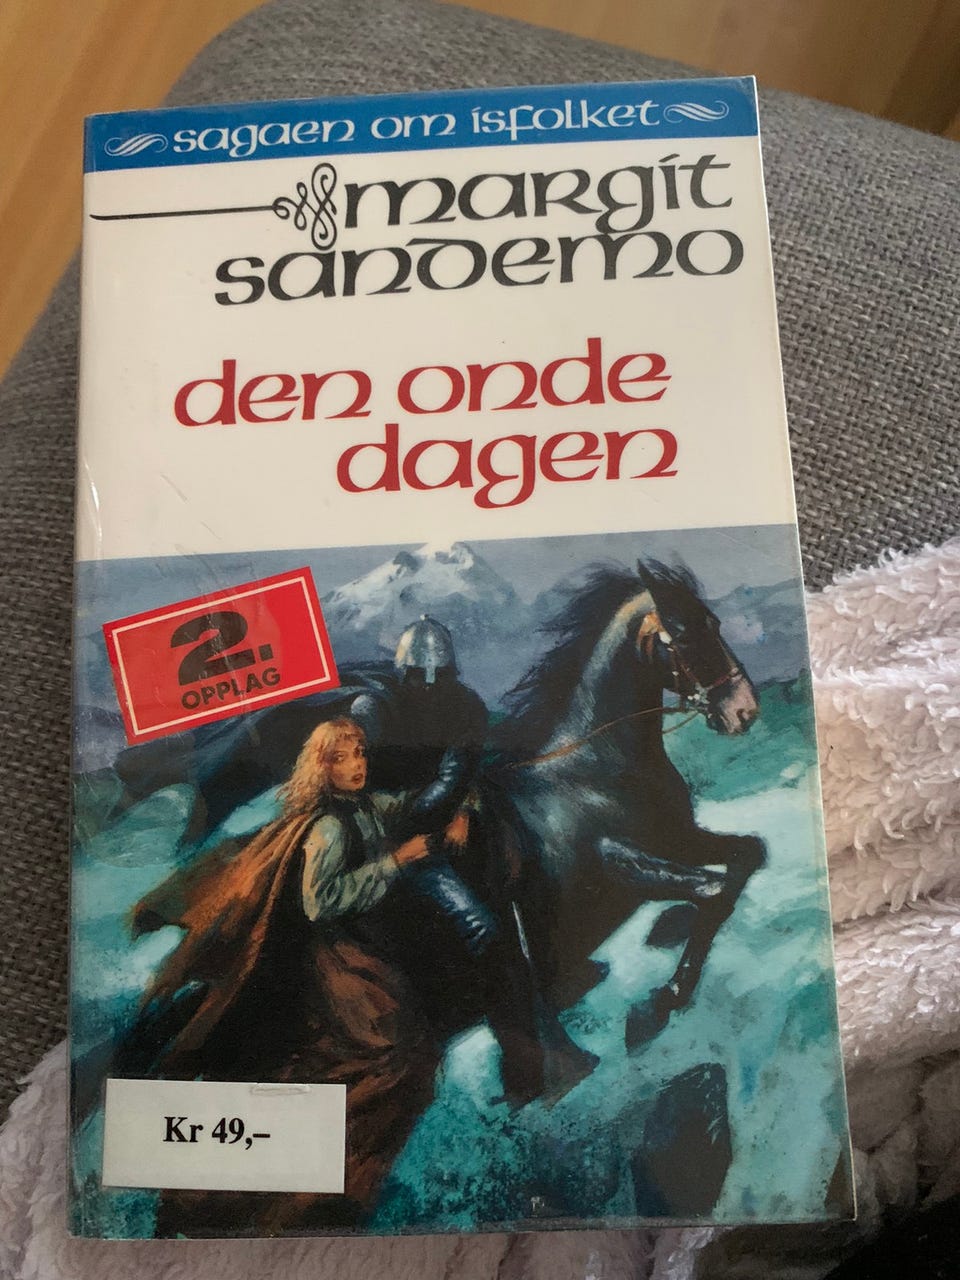 sagaen om isfolket
margit
sandemo
den onde
dagen
2.
OPPLAG
Kr 49,–